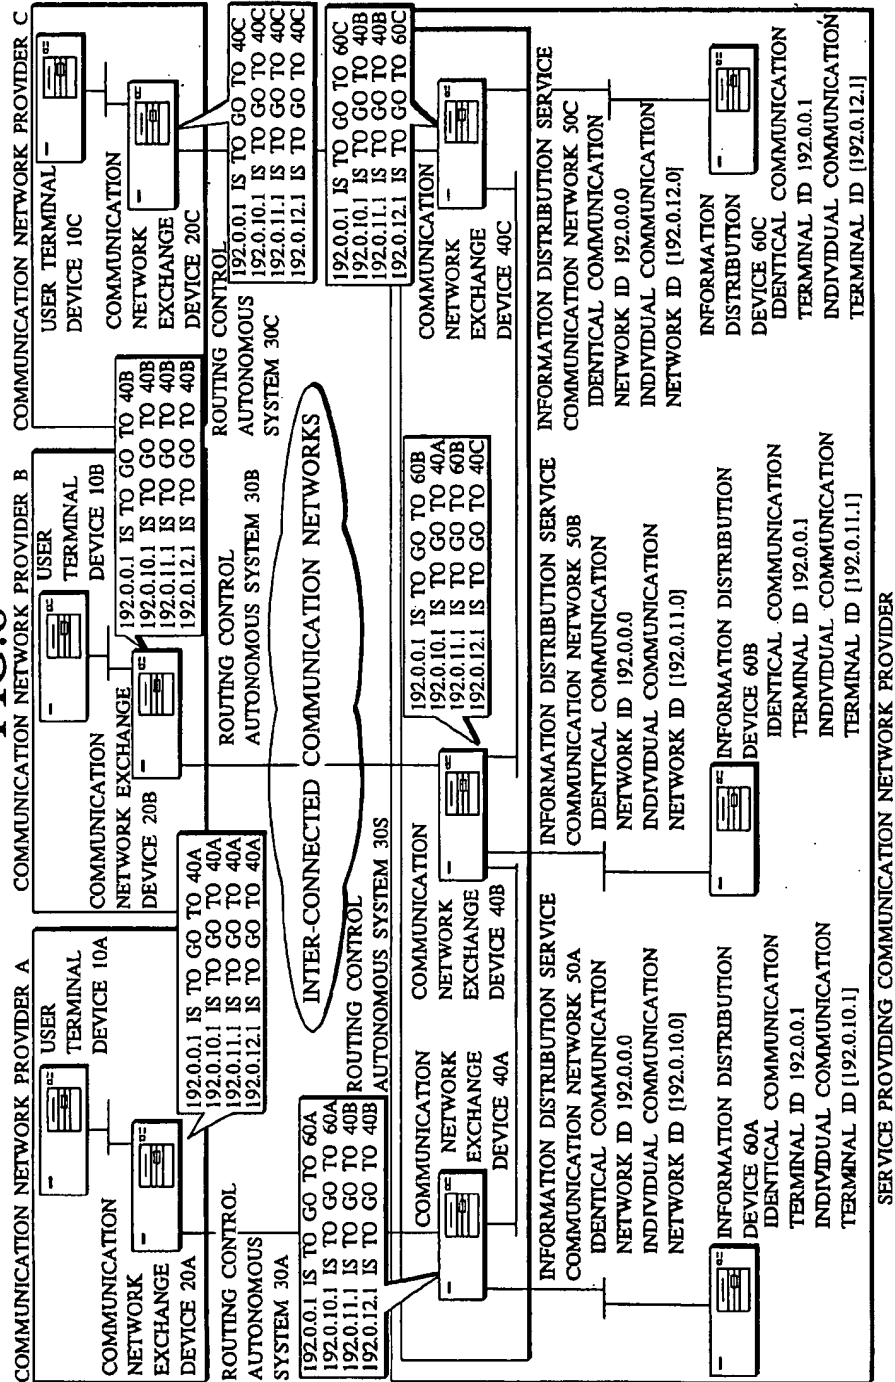 FIG.6
COMMUNICATION NETWORK PROVIDER A
USER
TERMINAL
DEVICE 10A
COMMUNICATION
NETWORK
EXCHANGE
DEVICE 20A
192.0.0.1 IS TO GO TO 40A
192.0.10.1 IS TO GO TO 40A
192.0.11.1 IS TO GO TO 40A
192.0.12.1 IS TO GO TO 40A
ROUTING CONTROL
AUTONOMOUS
SYSTEM 30A
COMMUNICATION NETWORK PROVIDER B
USER
TERMINAL
DEVICE 10B
COMMUNICATION
NETWORK EXCHANGE
DEVICE 20B
192.0.0.1 IS TO GO TO 40B
192.0.10.1 IS TO GO TO 40B
192.0.11.1 IS TO GO TO 40B
192.0.12.1 IS TO GO TO 40B
ROUTING CONTROL
AUTONOMOUS SYSTEM 30B
COMMUNICATION NETWORK PROVIDER C
USER TERMINAL
DEVICE 10C
COMMUNICATION
NETWORK
EXCHANGE
DEVICE 20C
192.0.0.1 IS TO GO TO 40C
192.0.10.1 IS TO GO TO 40C
192.0.11.1 IS TO GO TO 40C
192.0.12.1 IS TO GO TO 40C
ROUTING CONTROL
AUTONOMOUS
SYSTEM 30C
INTER-CONNECTED COMMUNICATION NETWORKS
ROUTING CONTROL
AUTONOMOUS SYSTEM 30S
192.0.0.1 IS TO GO TO 60A
192.0.10.1 IS TO GO TO 60A
192.0.11.1 IS TO GO TO 40B
192.0.12.1 IS TO GO TO 40B
COMMUNICATION
NETWORK
EXCHANGE
DEVICE 40A
192.0.0.1 IS TO GO TO 60B
192.0.10.1 IS TO GO TO 40A
192.0.11.1 IS TO GO TO 60B
192.0.12.1 IS TO GO TO 40C
COMMUNICATION
NETWORK
EXCHANGE
DEVICE 40B
192.0.0.1 IS TO GO TO 60C
192.0.10.1 IS TO GO TO 40B
192.0.11.1 IS TO GO TO 40B
192.0.12.1 IS TO GO TO 60C
COMMUNICATION
NETWORK
EXCHANGE
DEVICE 40C
INFORMATION DISTRIBUTION SERVICE
COMMUNICATION NETWORK 50A
IDENTICAL COMMUNICATION
NETWORK ID 192.0.0.0
INDIVIDUAL COMMUNICATION
NETWORK ID [192.0.10.0]
INFORMATION DISTRIBUTION
DEVICE 60A
IDENTICAL COMMUNICATION
TERMINAL ID 192.0.0.1
INDIVIDUAL COMMUNICATION
TERMINAL ID [192.0.10.1]
INFORMATION DISTRIBUTION SERVICE
COMMUNICATION NETWORK 50B
IDENTICAL COMMUNICATION
NETWORK ID 192.0.0.0
INDIVIDUAL COMMUNICATION
NETWORK ID [192.0.11.0]
INFORMATION DISTRIBUTION
DEVICE 60B
IDENTICAL COMMUNICATION
TERMINAL ID 192.0.0.1
INDIVIDUAL COMMUNICATION
TERMINAL ID [192.0.11.1]
INFORMATION DISTRIBUTION SERVICE
COMMUNICATION NETWORK 50C
IDENTICAL COMMUNICATION
NETWORK ID 192.0.0.0
INDIVIDUAL COMMUNICATION
NETWORK ID [192.0.12.0]
INFORMATION
DISTRIBUTION
DEVICE 60C
IDENTICAL COMMUNICATION
TERMINAL ID 192.0.0.1
INDIVIDUAL COMMUNICATION
TERMINAL ID [192.0.12.1]
SERVICE PROVIDING COMMUNICATION NETWORK PROVIDER